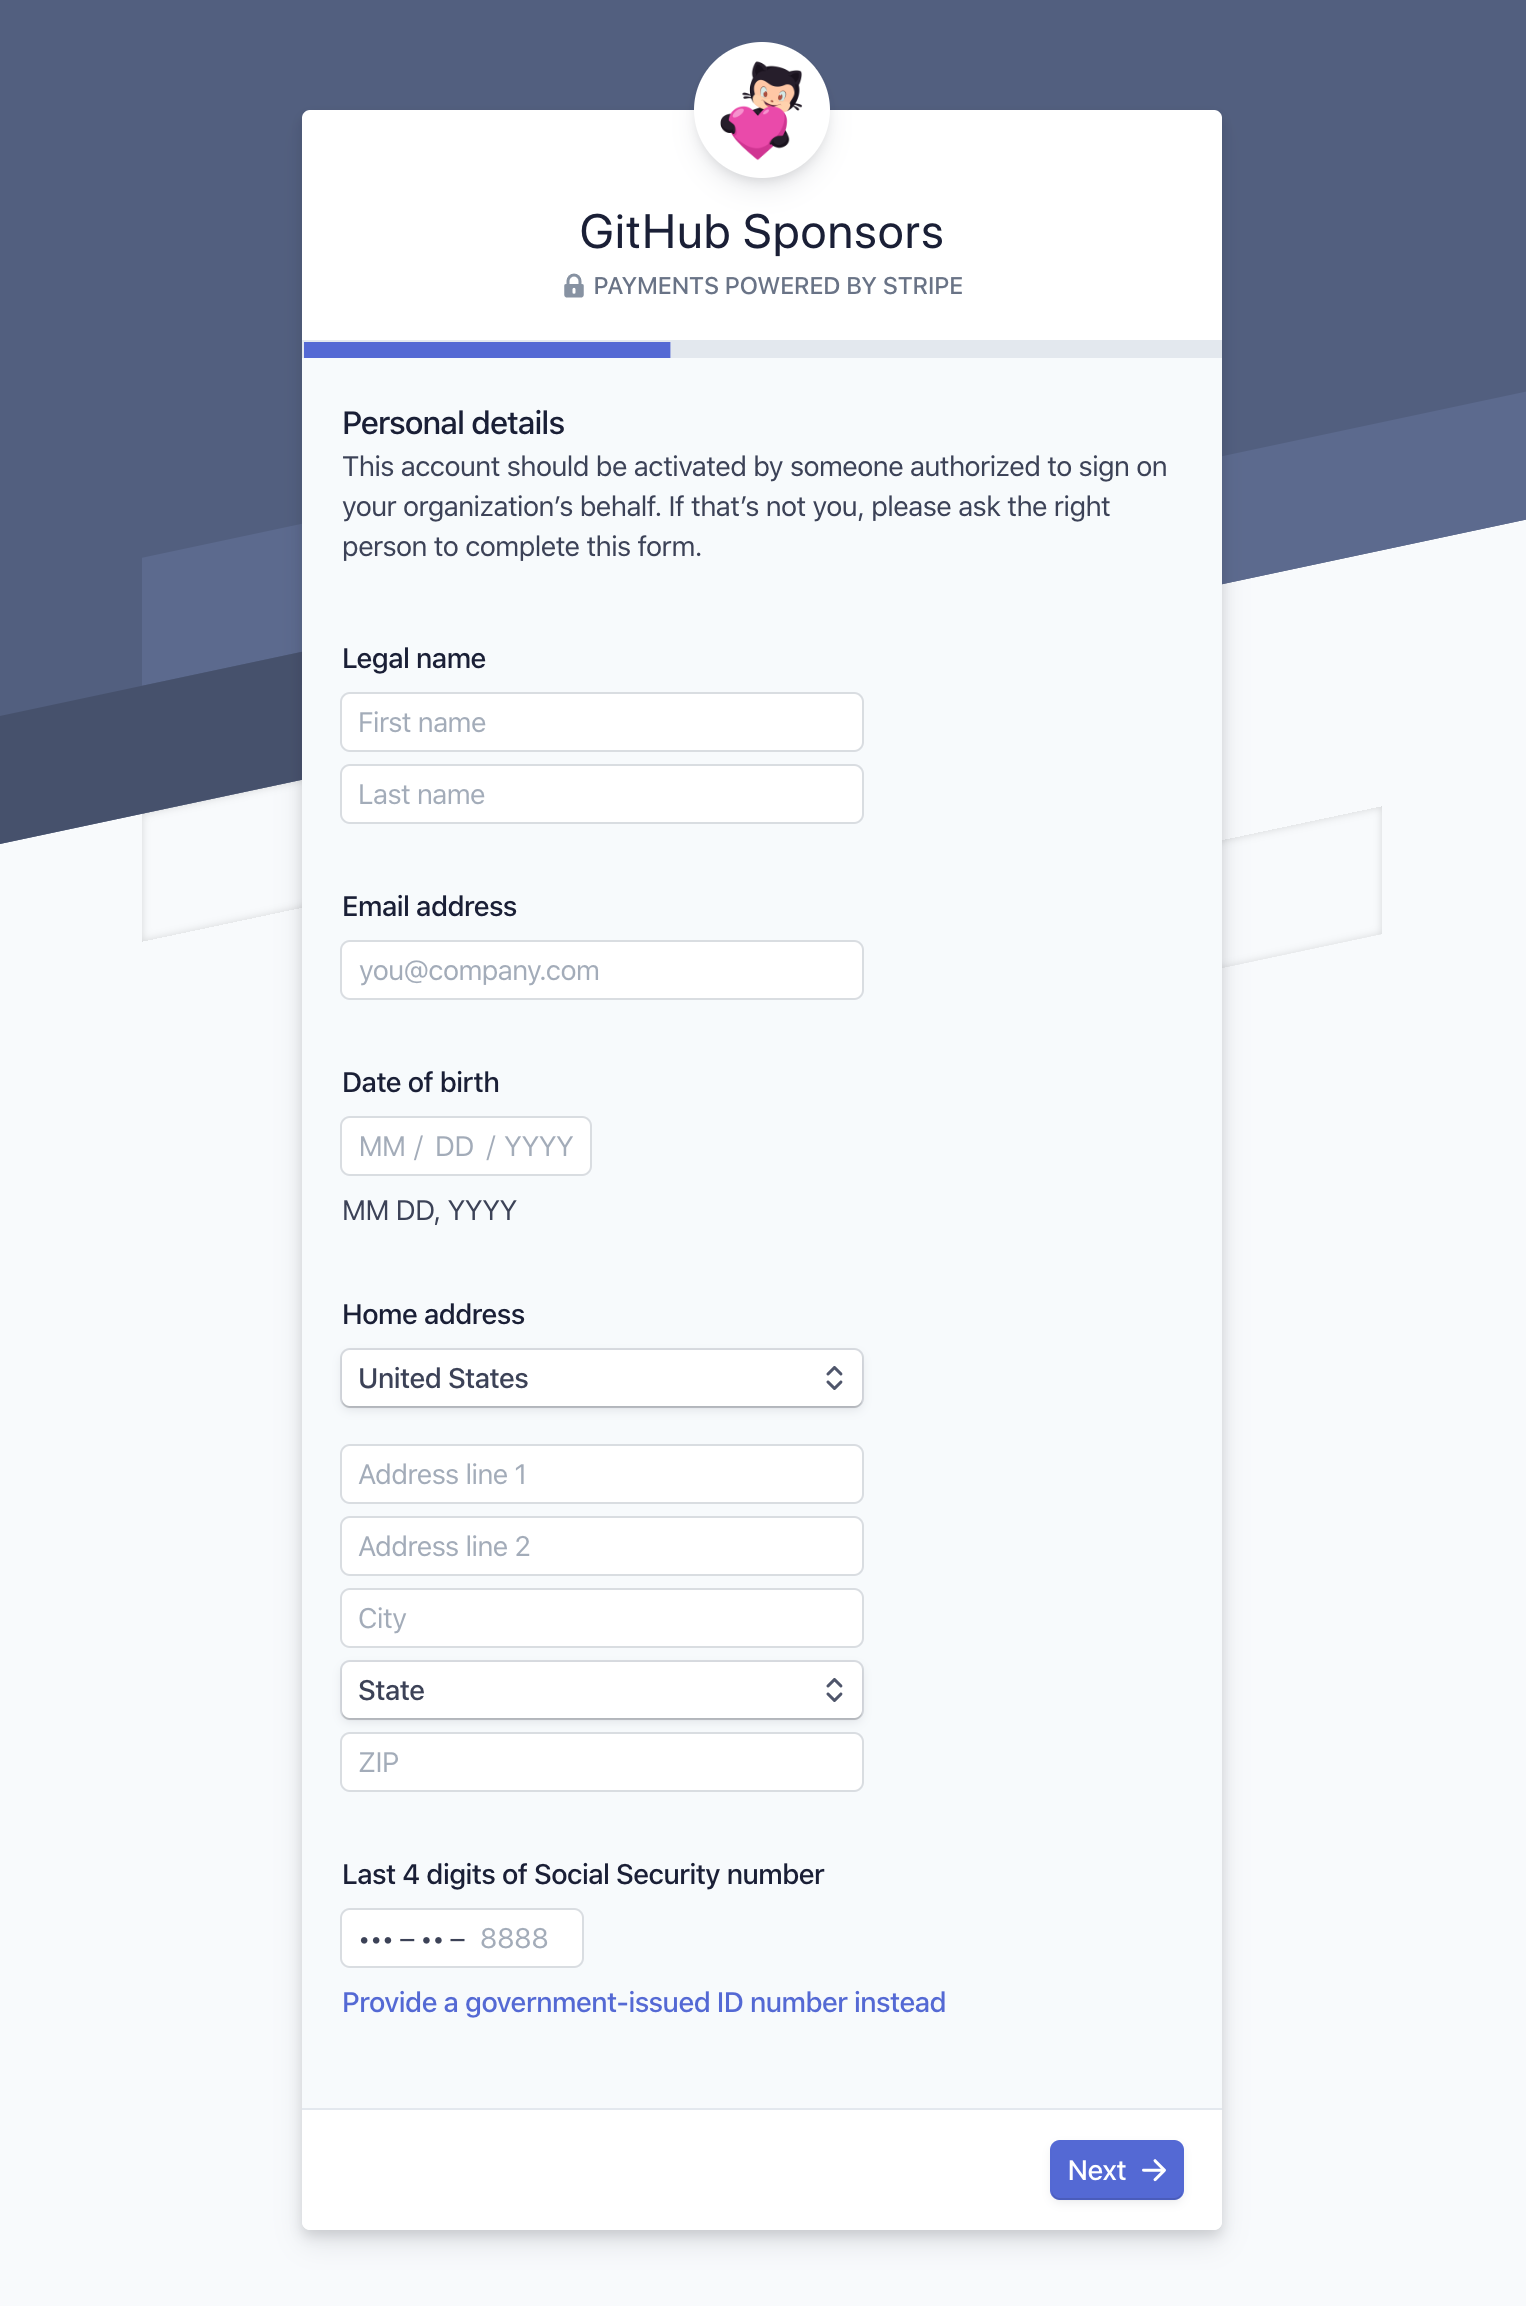 GitHub Sponsors
PAYMENTS POWERED BY STRIPE
Personal details
This account should be activated by someone authorized to sign on
your organization’s behalf. If that’s not you, please ask the right
person to complete this form.
Legal name
First name
Last name
Email address
you@company.com
Date of birth
MM / DD / YYYY
MM DD, YYYY
Home address
United States
Address line 1
Address line 2
City
State
ZIP
Last 4 digits of Social Security number
••• – •• – 8888
Provide a government-issued ID number instead
Next →